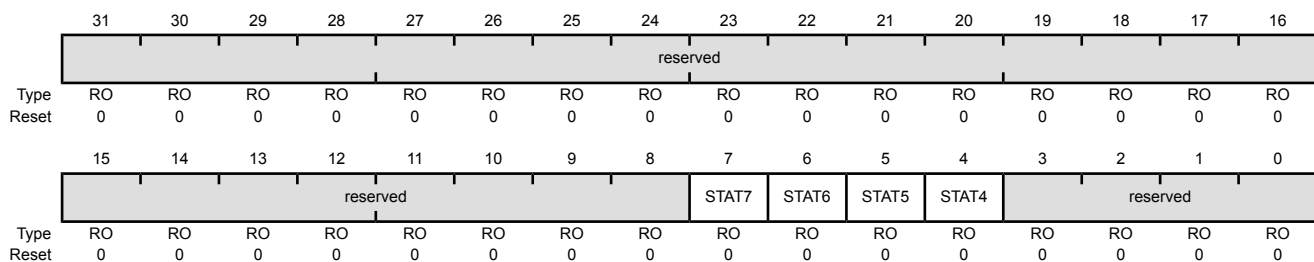 31 30 29 28 27 26 25 24 23 22 21 20 19 18 17 16
reserved
Type RO RO RO RO RO RO RO RO RO RO RO RO RO RO RO RO
Reset 0 0 0 0 0 0 0 0 0 0 0 0 0 0 0 0
15 14 13 12 11 10 9 8 7 6 5 4 3 2 1 0
reserved STAT7 STAT6 STAT5 STAT4 reserved
Type RO RO RO RO RO RO RO RO RO RO RO RO RO RO RO RO
Reset 0 0 0 0 0 0 0 0 0 0 0 0 0 0 0 0